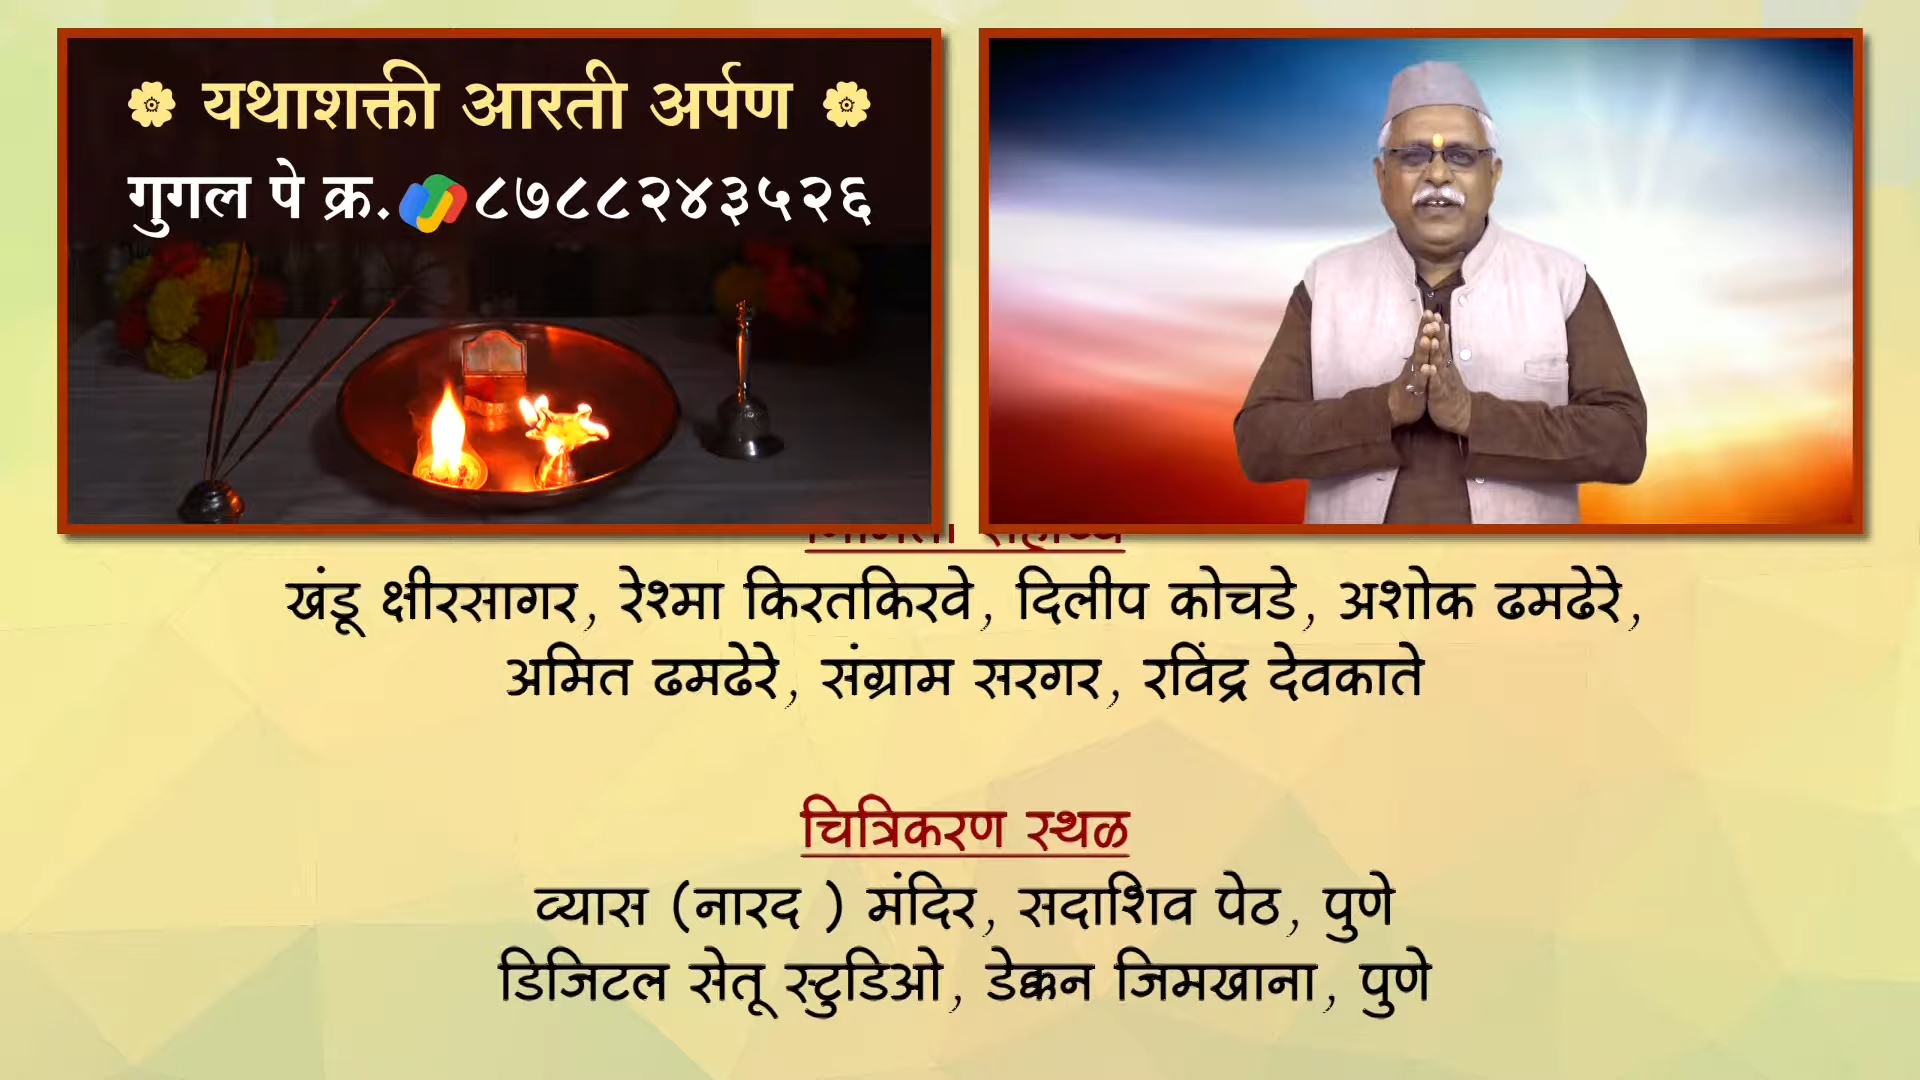 यथाशक्ती आरती अर्पण
गुगल पे क्र. ८७८८२४३५२६
खंडू क्षीरसागर, रेश्मा किरतकिरवे, दिलीप कोचडे, अशोक ढमढेरे,
अमित ढमढेरे, संग्राम सरगर, रविंद्र देवकाते
चित्रिकरण स्थळ
व्यास (नारद ) मंदिर, सदाशिव पेठ, पुणे
डिजिटल सेतू स्टुडिओ, डेक्कन जिमखाना, पुणे